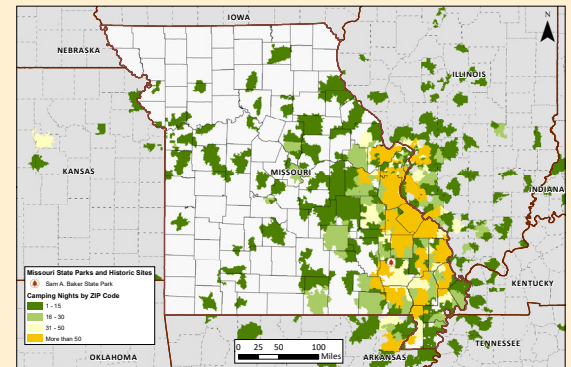 IOWA
N
NEBRASKA
ILLINOIS
KANSAS
MISSOURI
INDIANA
Missouri State Parks and Historic Sites
Sam A. Baker State Park
Camping Nights by ZIP Code
1 - 15
16 - 30
31 - 50
More than 50
KENTUCKY
0 25 50 100
Miles
OKLAHOMA
ARKANSAS
TENNESSEE